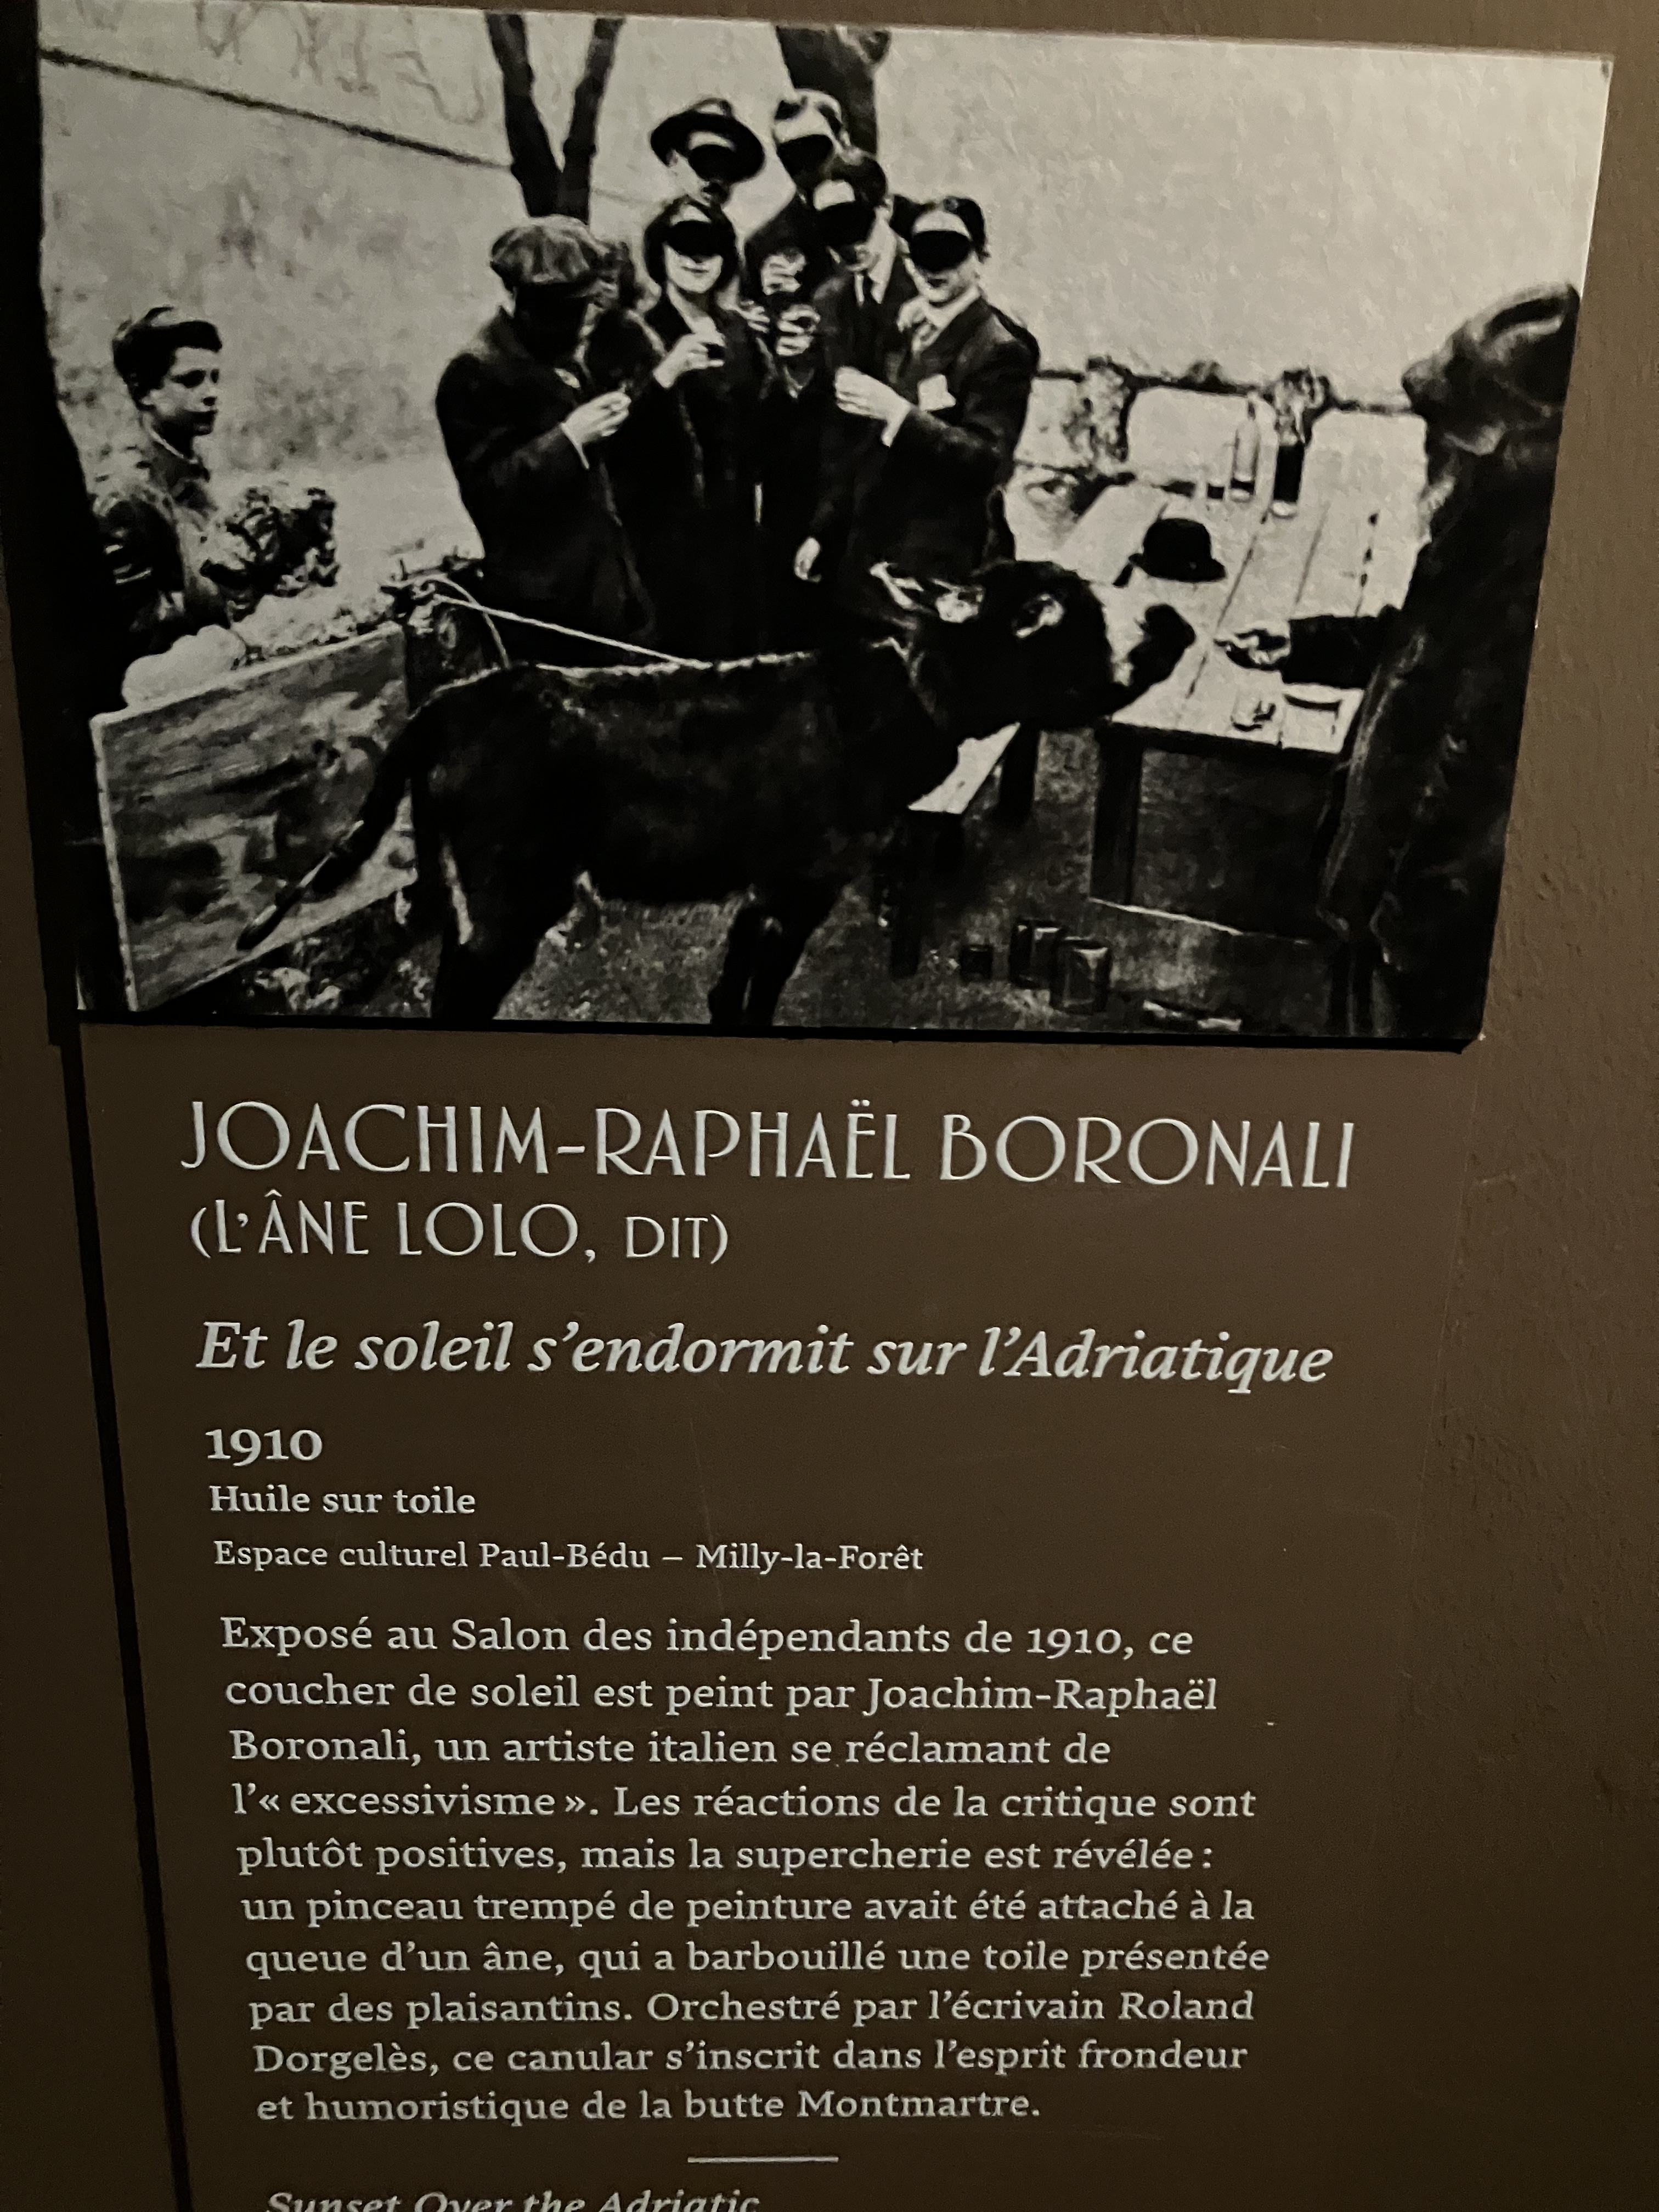 JOACHIM-RAPHAËL BORONALI
(L'ÂNE LOLO, DIT)
Et le soleil s'endormit sur l'Adriatique
1910
Huile sur toile
Espace culturel Paul-Bédu – Milly-la-Forêt
Exposé au Salon des indépendants de 1910, ce
coucher de soleil est peint par Joachim-Raphaël
Boronali, un artiste italien se réclamant de
l'« excessivisme ». Les réactions de la critique sont
plutôt positives, mais la supercherie est révélée :
un pinceau trempé de peinture avait été attaché à la
queue d'un âne, qui a barbouillé une toile présentée
par des plaisantins. Orchestré par l'écrivain Roland
Dorgelès, ce canular s'inscrit dans l'esprit frondeur
et humoristique de la butte Montmartre.
Sunset Over the Adriatic